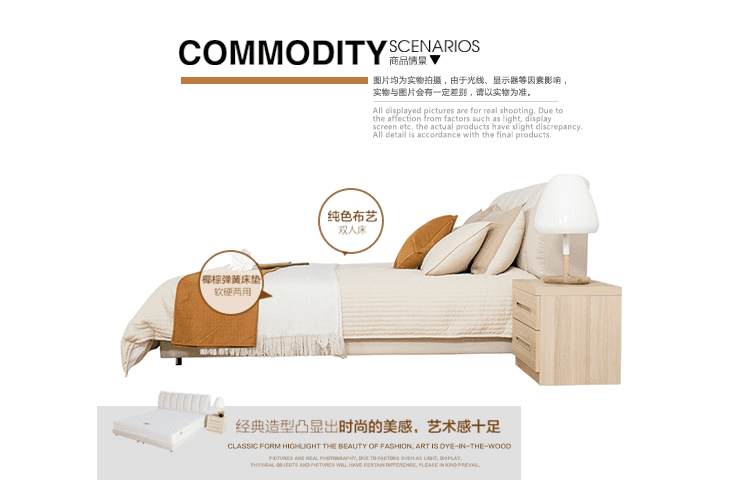 COMMODITY SCENARIOS
商品情景▼
图片均为实物拍摄，由于光线、显示器等因素影响，
实物与图片会有一定差别，请以实物为准。
All displayed pictures are for real shooting. Due to
the affection from factors such as light, display
screen etc. the actual products have slight discrepancy.
All detail is accordance with the final products.
纯色布艺
双人床
椰棕弹簧床垫
软硬两用
经典造型凸显出时尚的美感，艺术感十足
CLASSIC FORM HIGHLIGHT THE BEAUTY OF FASHION, ART IS DYE-IN-THE-WOOD
PICTURES ARE REAL PHOTOGRAPHY, DUE TO FACTORS SUCH AS LIGHT, DISPLAY,
PHYSICAL OBJECTS AND PICTURES WILL HAVE CERTAIN DIFFERENCE, PLEASE IN KIND PREVAIL.